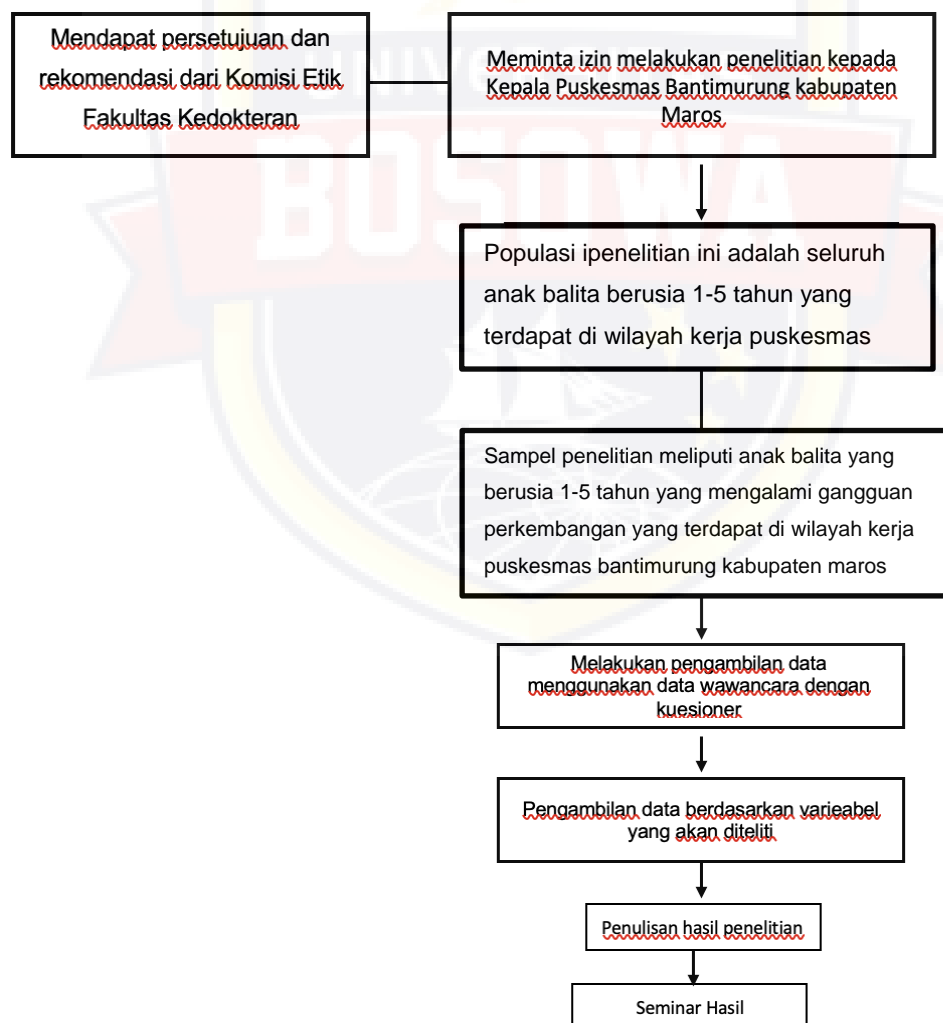 Mendapat persetujuan dan
rekomendasi dari Komisi Etik
Fakultas Kedokteran
Meminta izin melakukan penelitian kepada
Kepala Puskesmas Bantimurung kabupaten
Maros
UNIVERSITAS
BOSOWA
Populasi ipenelitian ini adalah seluruh
anak balita berusia 1-5 tahun yang
terdapat di wilayah kerja puskesmas
Sampel penelitian meliputi anak balita yang
berusia 1-5 tahun yang mengalami gangguan
perkembangan yang terdapat di wilayah kerja
puskesmas bantimurung kabupaten maros
Melakukan pengambilan data
menggunakan data wawancara dengan
kuesioner
Pengambilan data berdasarkan varieabel
yang akan diteliti
Penulisan hasil penelitian
Seminar Hasil